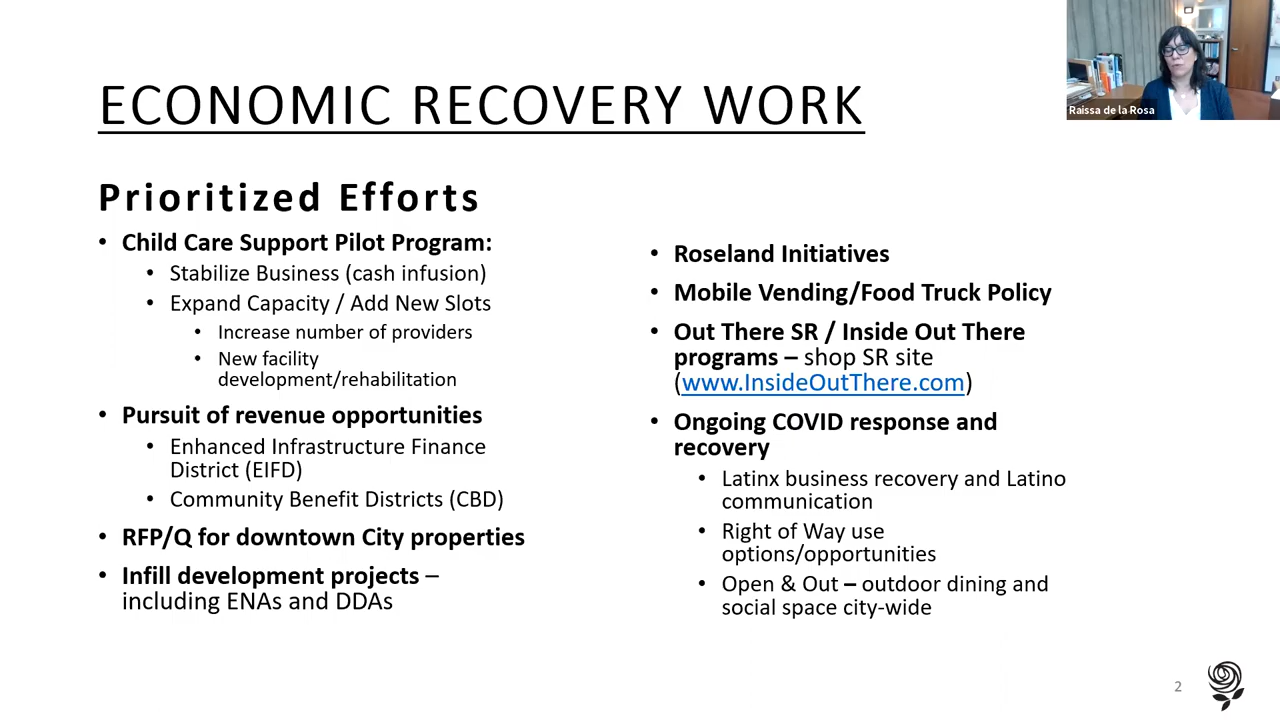 ECONOMIC RECOVERY WORK
Raissa de la Rosa
Prioritized Efforts
• Child Care Support Pilot Program:
• Stabilize Business (cash infusion)
• Expand Capacity / Add New Slots
• Increase number of providers
• New facility
development/rehabilitation
• Pursuit of revenue opportunities
• Enhanced Infrastructure Finance
District (EIFD)
• Community Benefit Districts (CBD)
• RFP/Q for downtown City properties
• Infill development projects –
including ENAs and DDAs
• Roseland Initiatives
• Mobile Vending/Food Truck Policy
• Out There SR / Inside Out There
programs – shop SR site
(www.InsideOutThere.com)
• Ongoing COVID response and
recovery
• Latinx business recovery and Latino
communication
• Right of Way use
options/opportunities
• Open & Out – outdoor dining and
social space city-wide
2